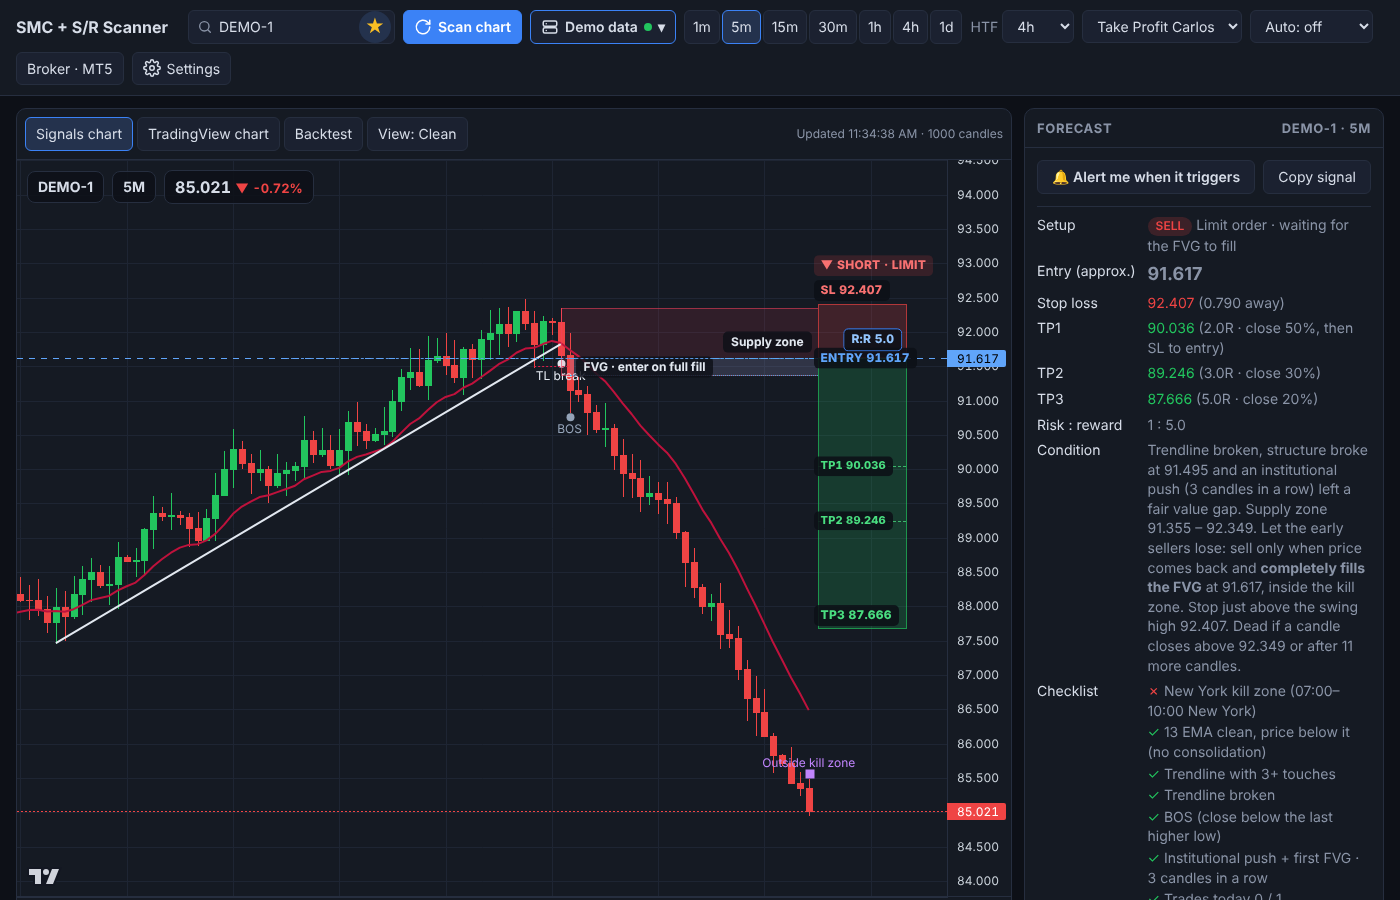 SMC + S/R Scanner
DEMO-1
Scan chart
Demo data ▾
1m
5m
15m
30m
1h
4h
1d
HTF
4h
Take Profit Carlos
Auto: off
Broker · MT5
Settings
Signals chart
TradingView chart
Backtest
View: Clean
Updated 11:34:38 AM · 1000 candles
DEMO-1
5M
85.021 ▼ -0.72%
94.500
94.000
93.500
93.000
92.500
92.000
91.617
91.500
91.000
90.500
90.000
89.500
89.000
88.500
88.000
87.500
87.000
86.500
86.000
85.500
85.021
84.500
84.000
▼ SHORT · LIMIT
SL 92.407
Supply zone
R:R 5.0
ENTRY 91.617
FVG · enter on full fill
TL break
BOS
TP1 90.036
TP2 89.246
TP3 87.666
Outside kill zone
FORECAST
DEMO-1 · 5M
🔔 Alert me when it triggers
Copy signal
Setup
SELL Limit order · waiting for
the FVG to fill
Entry (approx.)
91.617
Stop loss
92.407 (0.790 away)
TP1
90.036 (2.0R · close 50%, then
SL to entry)
TP2
89.246 (3.0R · close 30%)
TP3
87.666 (5.0R · close 20%)
Risk : reward
1 : 5.0
Condition
Trendline broken, structure broke
at 91.495 and an institutional
push (3 candles in a row) left a
fair value gap. Supply zone
91.355 – 92.349. Let the early
sellers lose: sell only when price
comes back and completely fills
the FVG at 91.617, inside the kill
zone. Stop just above the swing
high 92.407. Dead if a candle
closes above 92.349 or after 11
more candles.
Checklist
✕ New York kill zone (07:00–
10:00 New York)
✓ 13 EMA clean, price below it
(no consolidation)
✓ Trendline with 3+ touches
✓ Trendline broken
✓ BOS (close below the last
higher low)
✓ Institutional push + first FVG ·
3 candles in a row
✓ Trades today 0 / 1